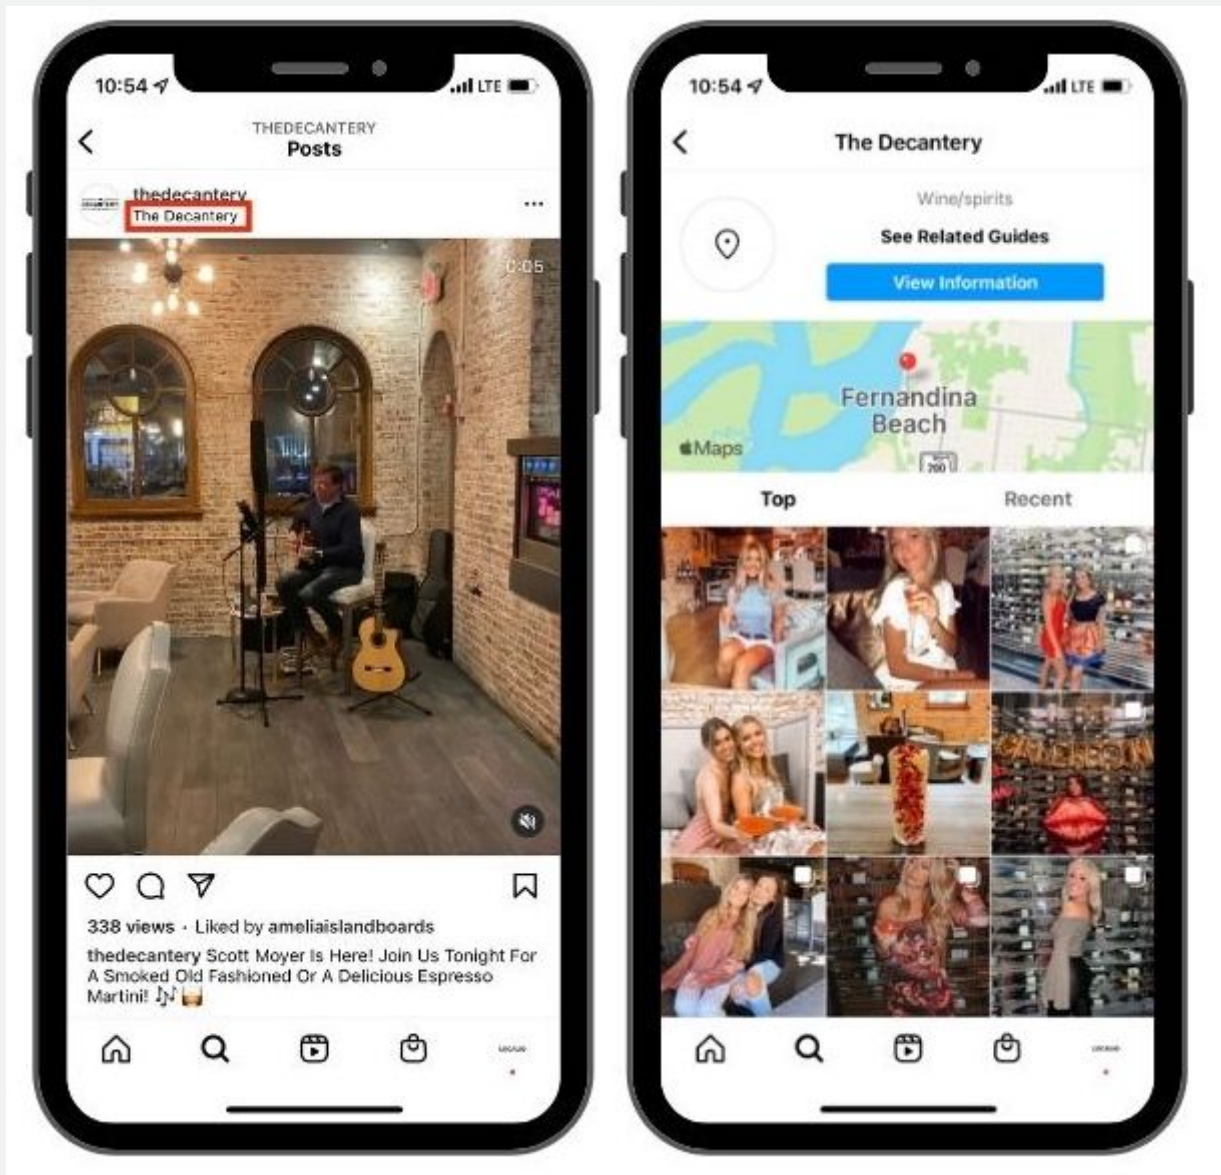 10:54
LTE
THEDECANTERY
Posts
thedecantery
The Decantery
0:05
338 views · Liked by ameliaislandboards
thedecantery Scott Moyer Is Here! Join Us Tonight For
A Smoked Old Fashioned Or A Delicious Espresso
Martini! 🎶🥃
10:54
LTE
The Decantery
Wine/spirits
See Related Guides
View Information
Fernandina
Beach
Maps
200
Top
Recent